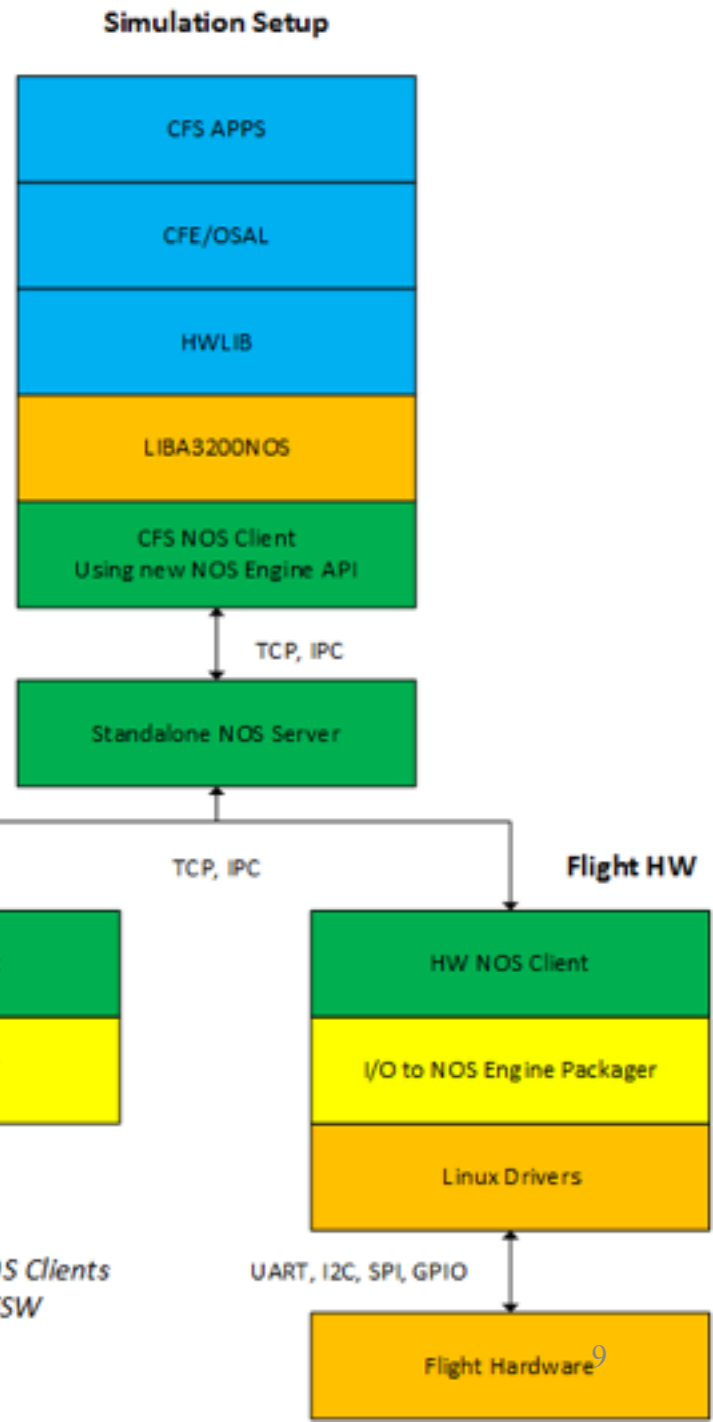 Simulation Setup
CFS APPS
CFE/OSAL
HWLIB
LIBA3200NOS
CFS NOS Client
Using new NOS Engine API
TCP, IPC
Standalone NOS Server
TCP, IPC
Flight HW
HW NOS Client
I/O to NOS Engine Packager
Linux Drivers
Clients
UART, I2C, SPI, GPIO
Flight Hardware
9